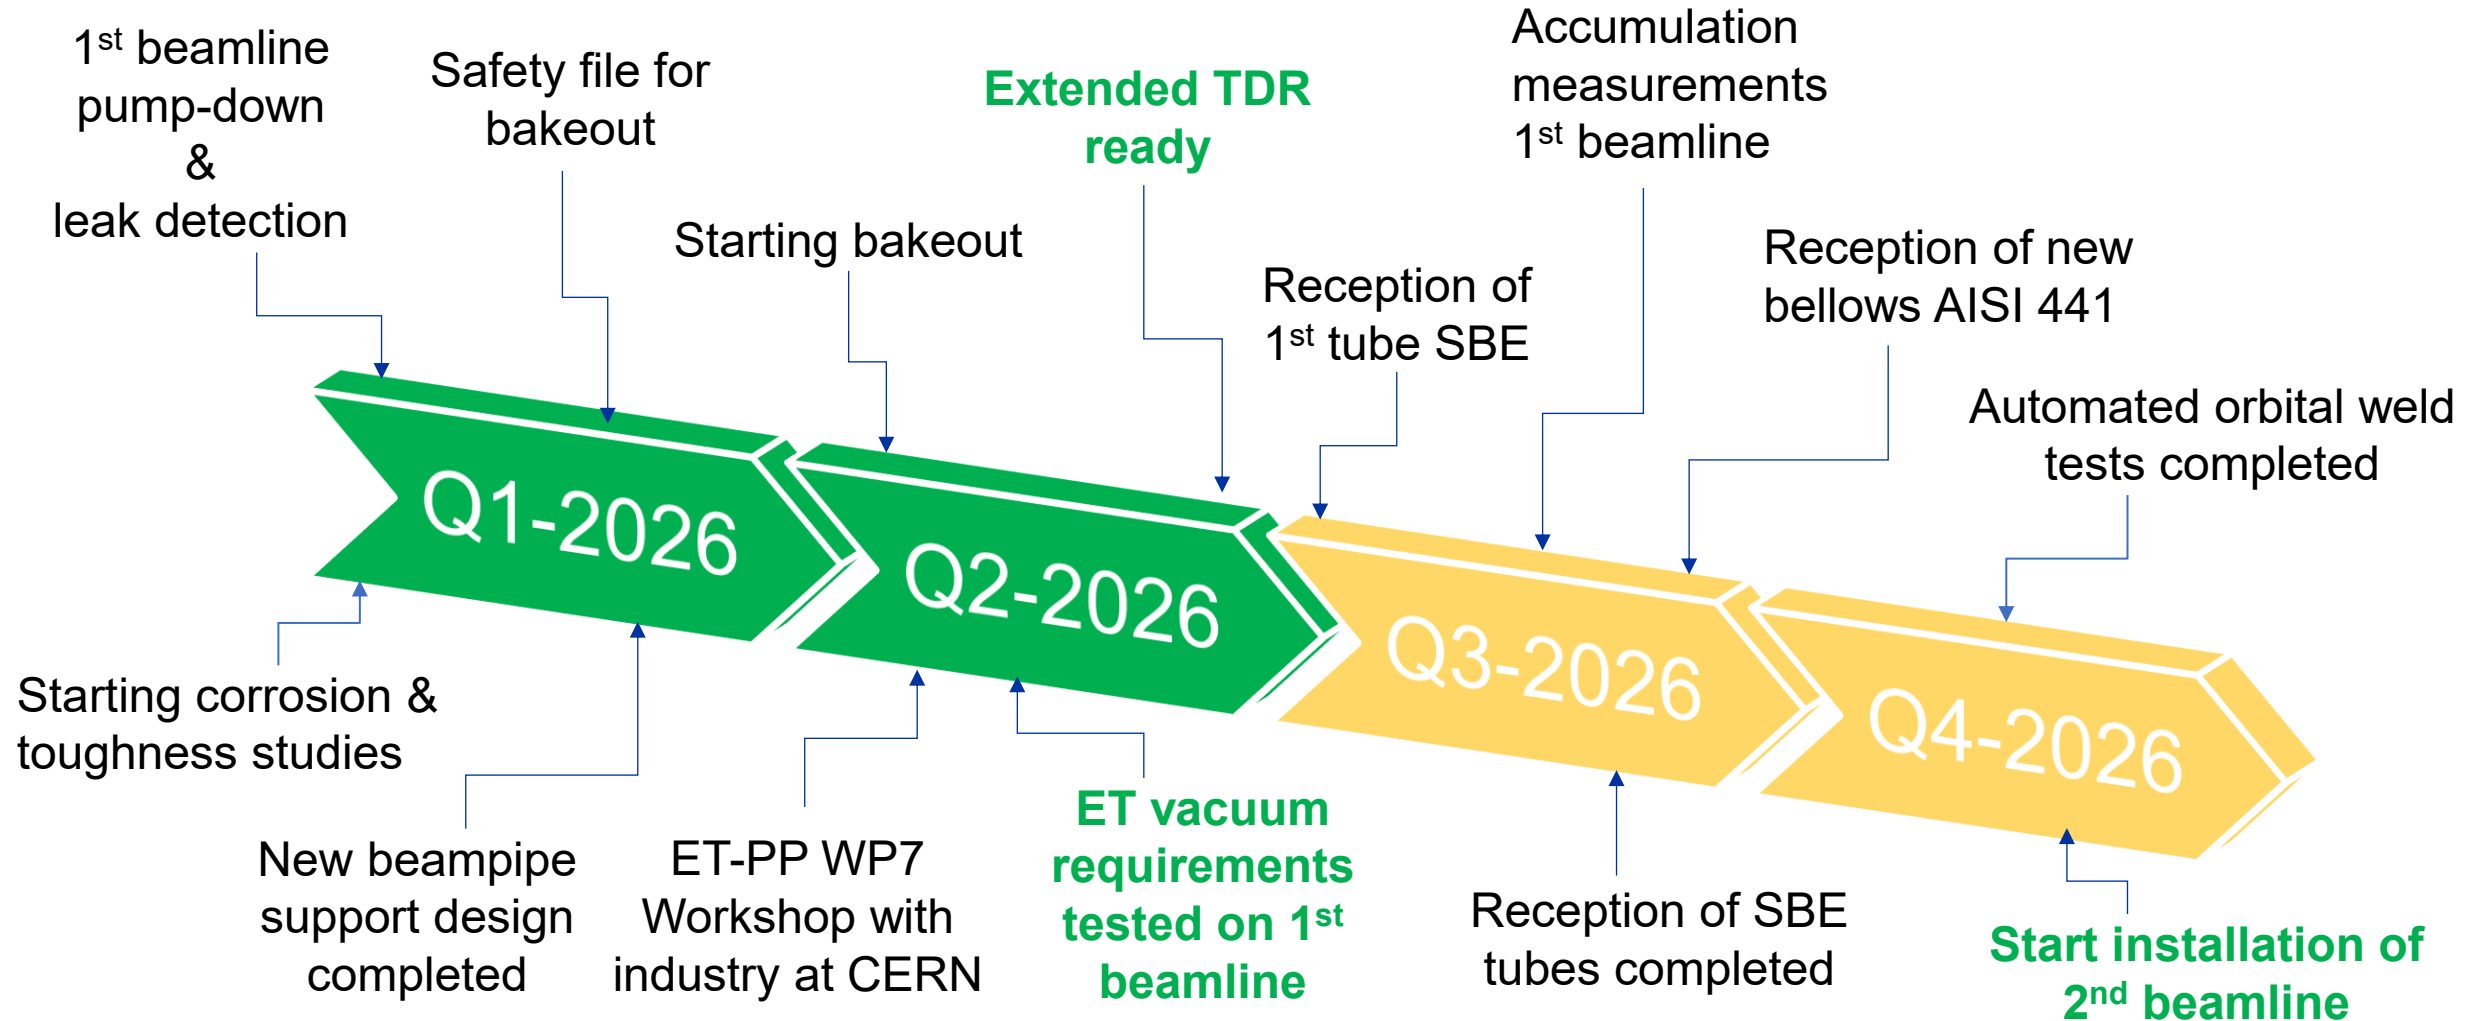 1st beamline
pump-down
&
leak detection
Safety file for
bakeout
Starting bakeout
Extended TDR
ready
Reception of
1st tube SBE
Accumulation
measurements
1st beamline
Reception of new
bellows AISI 441
Automated orbital weld
tests completed
Q1-2026
Q2-2026
Q3-2026
Q4-2026
Starting corrosion &
toughness studies
New beampipe
support design
completed
ET-PP WP7
Workshop with
industry at CERN
ET vacuum
requirements
tested on 1st
beamline
Reception of SBE
tubes completed
Start installation of
2nd beamline